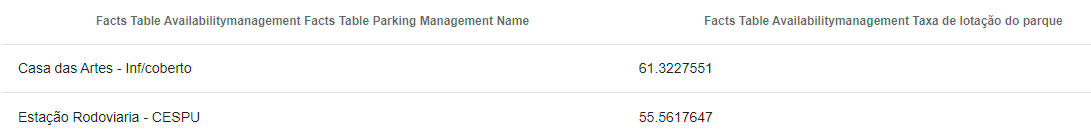 Facts Table Availabilitymanagement Facts Table Parking Management Name
Facts Table Availabilitymanagement Taxa de lotação do parque
Casa das Artes - Inf/coberto
61.3227551
Estação Rodoviaria - CESPU
55.5617647